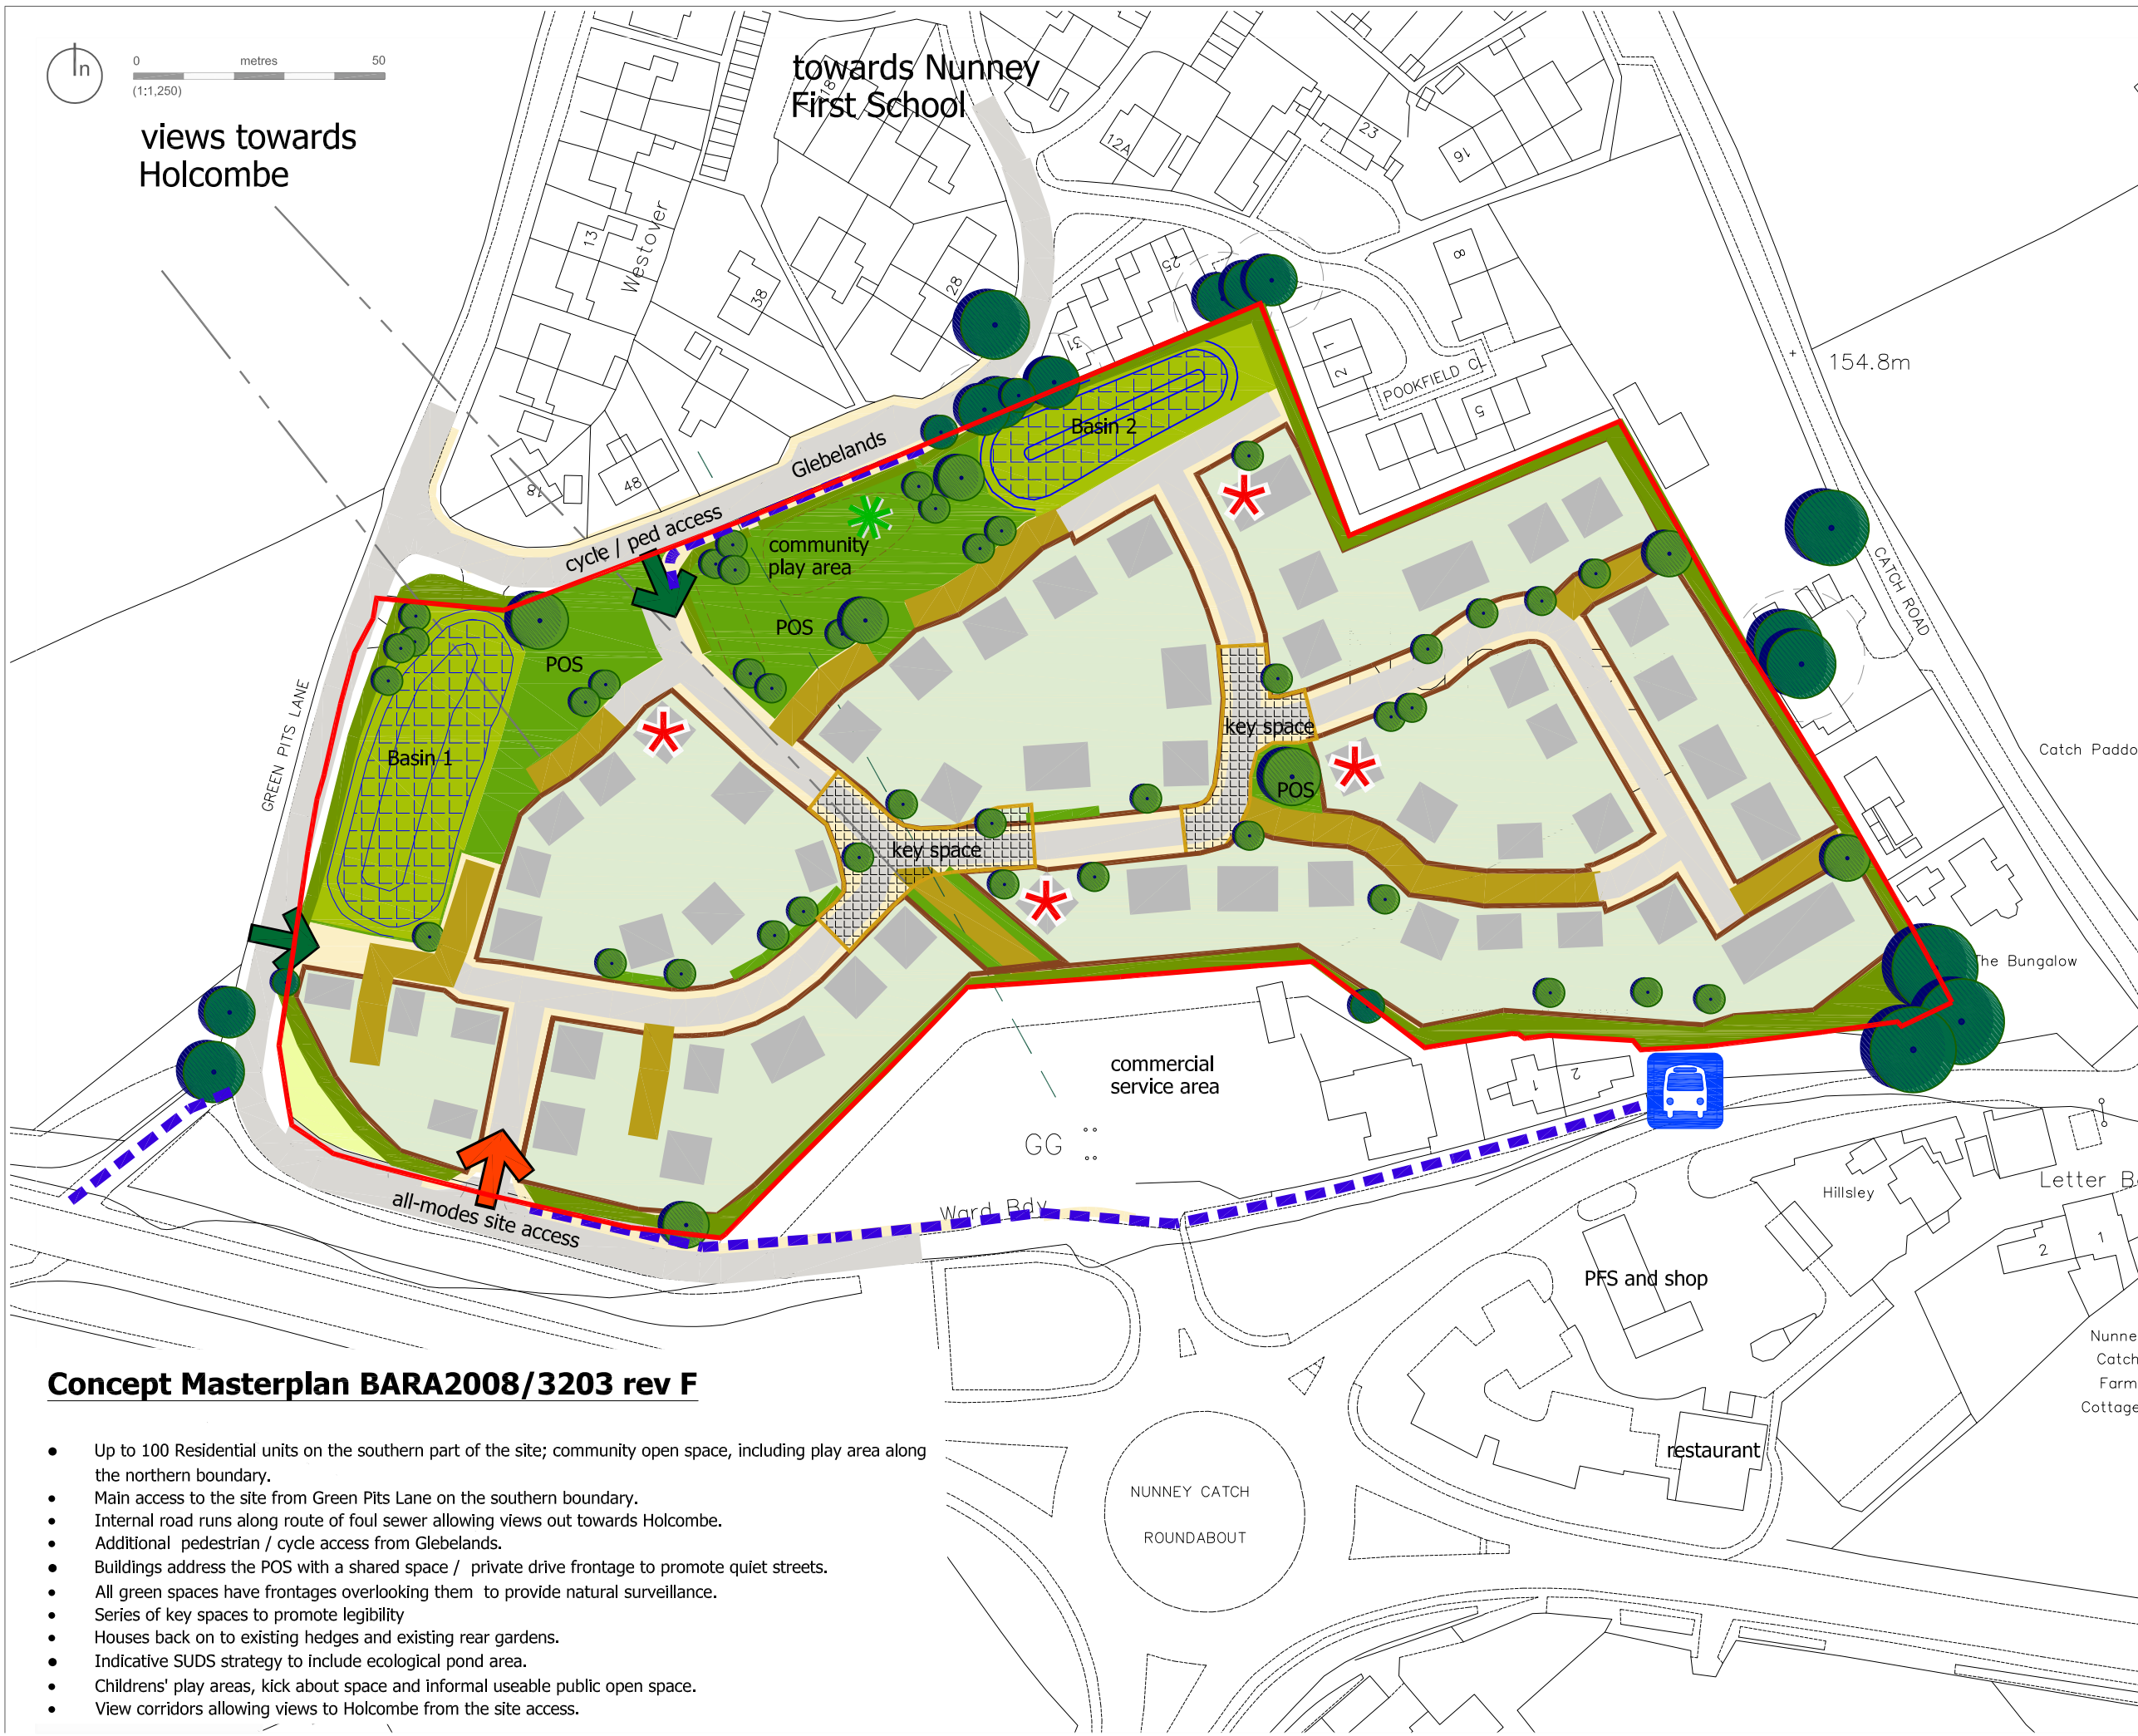 n
0 metres 50
(1:1,250)
views towards
Holcombe
towards Nunney
First School
18
12A
23
16
13
Westover
38
28
25
31
8
1
2
POOKFIELD CL
5
154.8m
CATCH ROAD
18
48
Glebelands
cycle / ped access
Basin 2
community
play area
POS
POS
GREEN PITS LANE
Basin 1
key space
POS
key space
Catch Paddo
The Bungalow
commercial
service area
GG
1
2
Ward Bdy
all-modes site access
Hillsley
Letter B
2
1
PFS and shop
Nunne
Catch
Farm
Cottage
restaurant
NUNNEY CATCH
ROUNDABOUT
Concept Masterplan BARA2008/3203 rev F
● Up to 100 Residential units on the southern part of the site; community open space, including play area along
the northern boundary.
● Main access to the site from Green Pits Lane on the southern boundary.
● Internal road runs along route of foul sewer allowing views out towards Holcombe.
● Additional pedestrian / cycle access from Glebelands.
● Buildings address the POS with a shared space / private drive frontage to promote quiet streets.
● All green spaces have frontages overlooking them to provide natural surveillance.
● Series of key spaces to promote legibility
● Houses back on to existing hedges and existing rear gardens.
● Indicative SUDS strategy to include ecological pond area.
● Childrens' play areas, kick about space and informal useable public open space.
● View corridors allowing views to Holcombe from the site access.